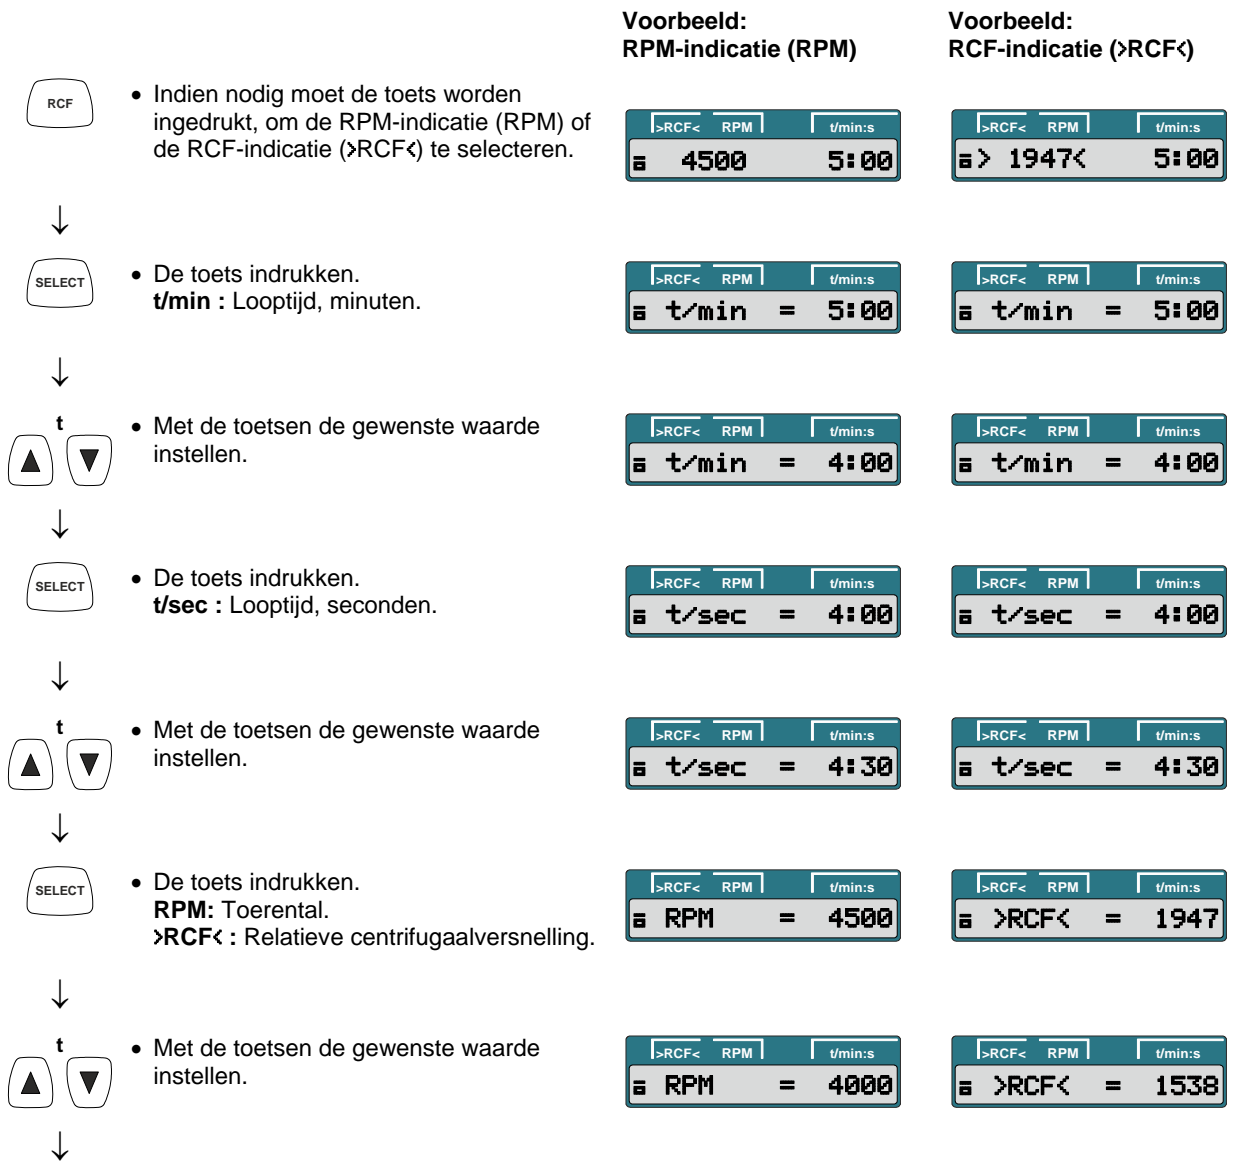 Voorbeeld:
RPM-indicatie (RPM)
Voorbeeld:
RCF-indicatie (>RCF<)
RCF
• Indien nodig moet de toets worden
ingedrukt, om de RPM-indicatie (RPM) of
de RCF-indicatie (>RCF<) te selecteren.
>RCF< RPM t/min:s
4500 5:00
>RCF< RPM t/min:s
> 1947< 5:00
↓
SELECT
• De toets indrukken.
t/min : Looptijd, minuten.
>RCF< RPM t/min:s
t/min = 5:00
>RCF< RPM t/min:s
t/min = 5:00
↓
t
▲ ▼
• Met de toetsen de gewenste waarde
instellen.
>RCF< RPM t/min:s
t/min = 4:00
>RCF< RPM t/min:s
t/min = 4:00
↓
SELECT
• De toets indrukken.
t/sec : Looptijd, seconden.
>RCF< RPM t/min:s
t/sec = 4:00
>RCF< RPM t/min:s
t/sec = 4:00
↓
t
▲ ▼
• Met de toetsen de gewenste waarde
instellen.
>RCF< RPM t/min:s
t/sec = 4:30
>RCF< RPM t/min:s
t/sec = 4:30
↓
SELECT
• De toets indrukken.
RPM: Toerental.
>RCF< : Relatieve centrifugaalversnelling.
>RCF< RPM t/min:s
RPM = 4500
>RCF< RPM t/min:s
>RCF< = 1947
↓
t
▲ ▼
• Met de toetsen de gewenste waarde
instellen.
>RCF< RPM t/min:s
RPM = 4000
>RCF< RPM t/min:s
>RCF< = 1538
↓